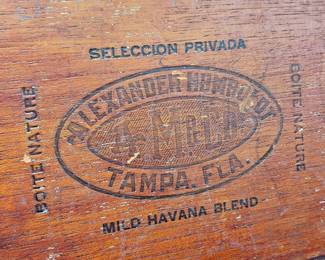 SELECCION PRIVADA
BOITE NATURE
ALEXANDER HUMBOLDT
TAMPA, FLA.
BOITE NATURE
MILD HAVANA BLEND